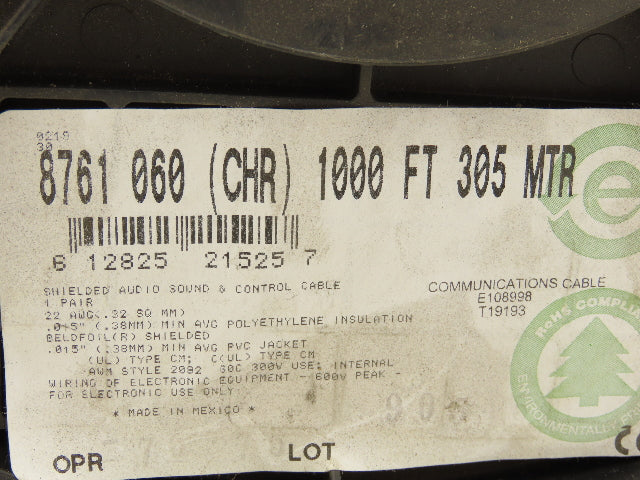 0219
30
8761 060 (CHR) 1000 FT 305 MTR
6 12825 21525 7
SHIELDED AUDIO SOUND & CONTROL CABLE
1 PAIR
22 AWG(.32 SQ MM)
.015" (.38MM) MIN AVG POLYETHYLENE INSULATION
BELDFOIL(R) SHIELDED
.015" (.38MM) MIN AVG PVC JACKET
(UL) TYPE CM; C(UL) TYPE CM
AWM STYLE 2092 60C 300V USE: INTERNAL
WIRING OF ELECTRONIC EQUIPMENT - 600V PEAK -
FOR ELECTRONIC USE ONLY
* MADE IN MEXICO *
COMMUNICATIONS CABLE
E108998
T19193
e
RoHS COMPLI
ENVIRONMENTALLY
OPR
LOT